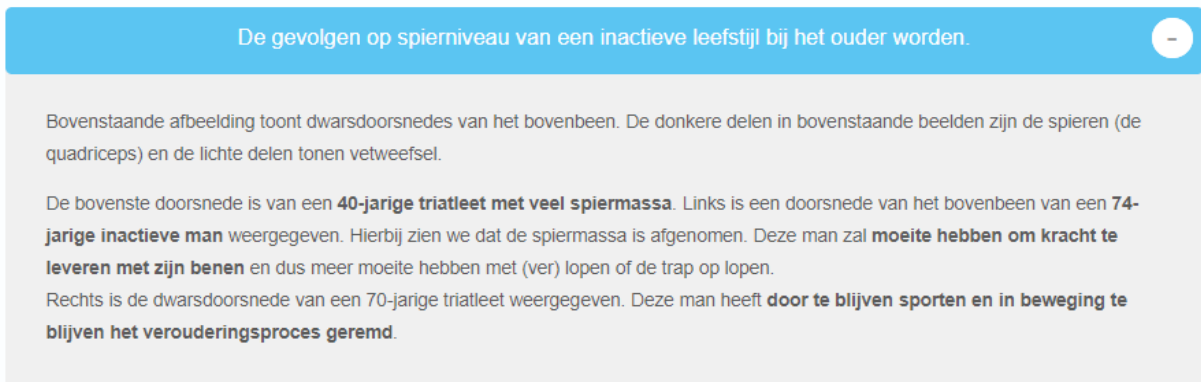 De gevolgen op spierniveau van een inactieve leefstijl bij het ouder worden.
-
Bovenstaande afbeelding toont dwarsdoorsnedes van het bovenbeen. De donkere delen in bovenstaande beelden zijn de spieren (de
quadriceps) en de lichte delen tonen vetweefsel.
De bovenste doorsnede is van een 40-jarige triatleet met veel spiermassa. Links is een doorsnede van het bovenbeen van een 74-
jarige inactieve man weergegeven. Hierbij zien we dat de spiermassa is afgenomen. Deze man zal moeite hebben om kracht te
leveren met zijn benen en dus meer moeite hebben met (ver) lopen of de trap op lopen.
Rechts is de dwarsdoorsnede van een 70-jarige triatleet weergegeven. Deze man heeft door te blijven sporten en in beweging te
blijven het verouderingsproces geremd.